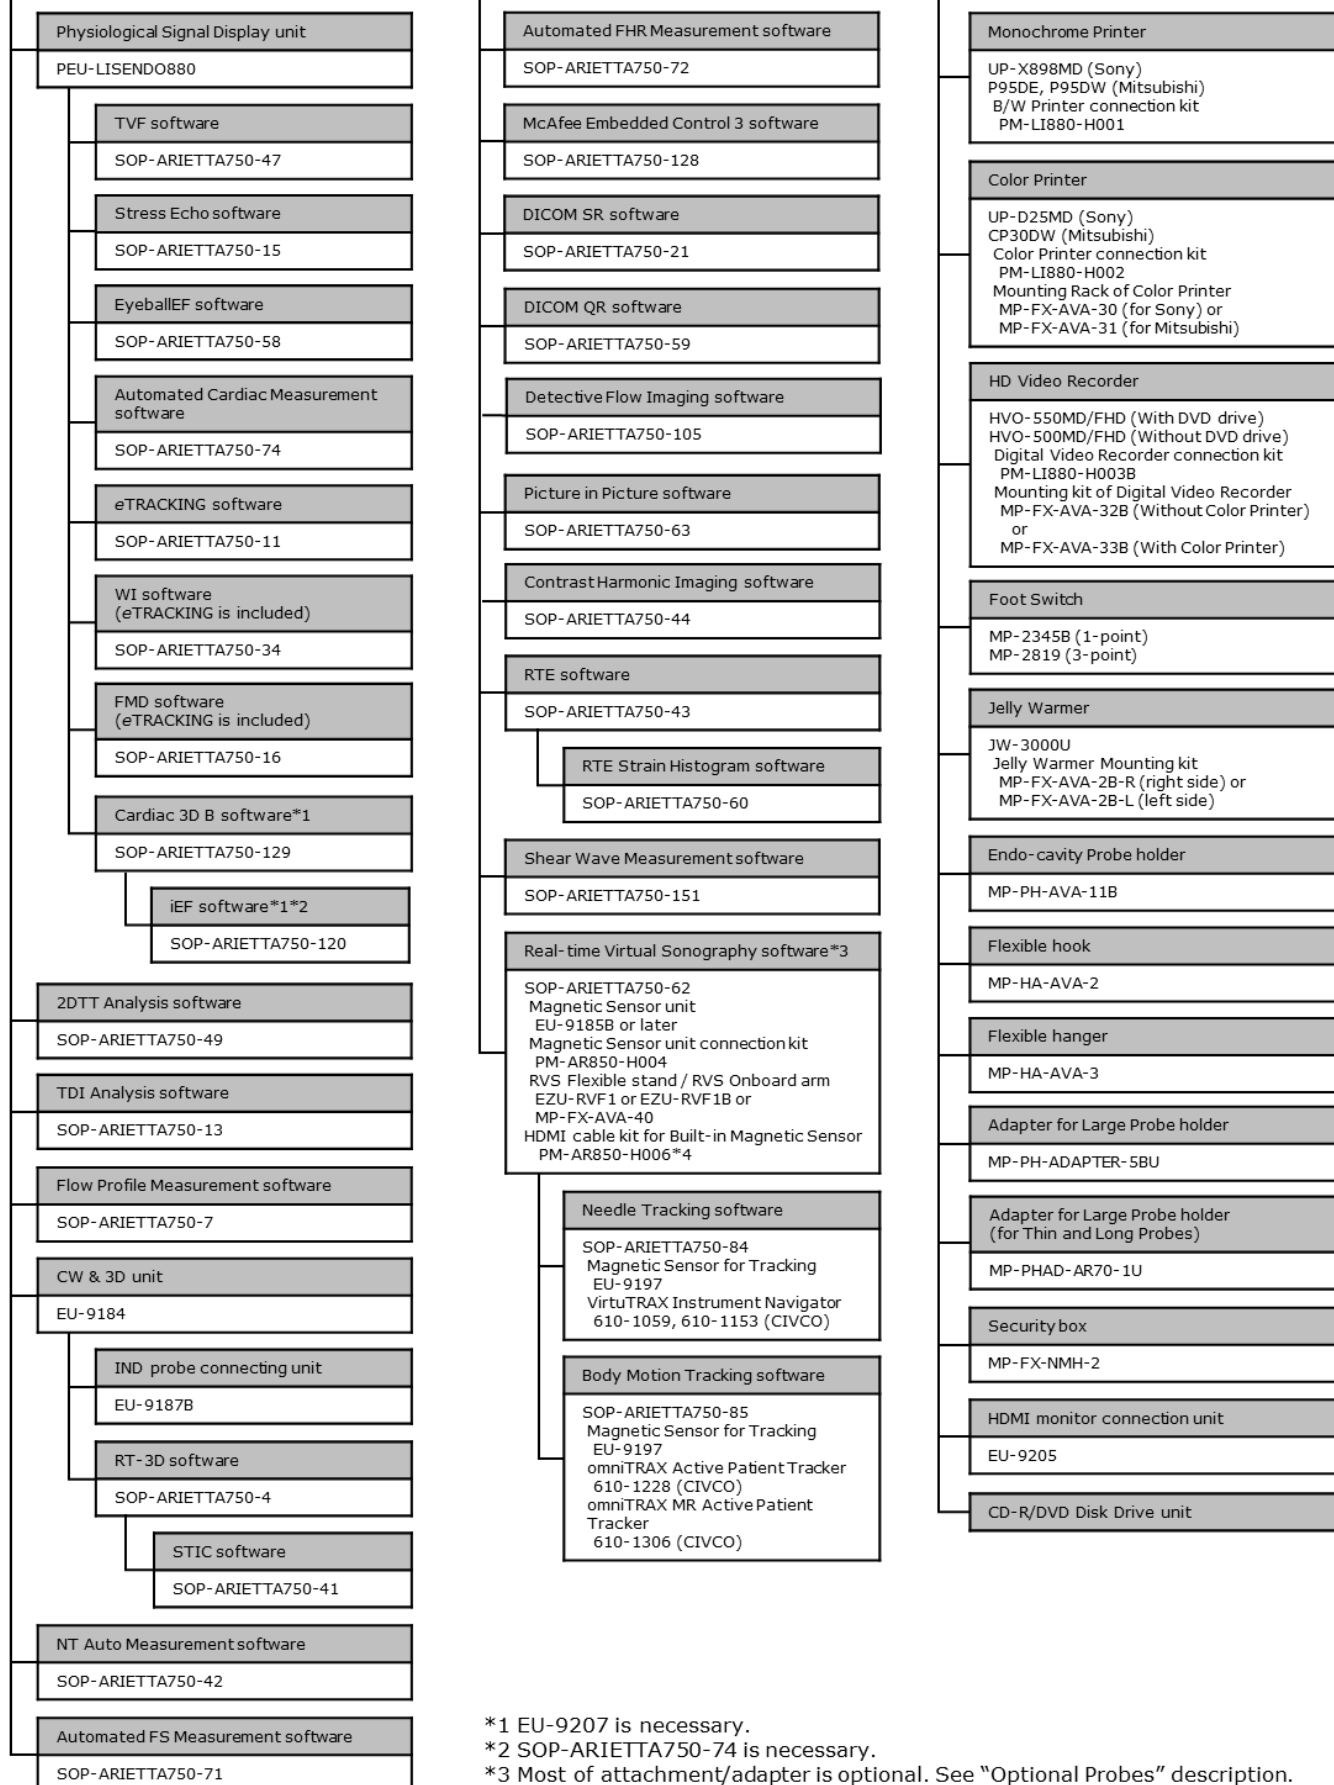 Physiological Signal Display unit
PEU-LISENDO880
TVF software
SOP-ARIETTA750-47
Stress Echo software
SOP-ARIETTA750-15
EyeballEF software
SOP-ARIETTA750-58
Automated Cardiac Measurement
software
SOP-ARIETTA750-74
eTRACKING software
SOP-ARIETTA750-11
WI software
(eTRACKING is included)
SOP-ARIETTA750-34
FMD software
(eTRACKING is included)
SOP-ARIETTA750-16
Cardiac 3D B software*1
SOP-ARIETTA750-129
iEF software*1*2
SOP-ARIETTA750-120
2DTT Analysis software
SOP-ARIETTA750-49
TDI Analysis software
SOP-ARIETTA750-13
Flow Profile Measurement software
SOP-ARIETTA750-7
CW & 3D unit
EU-9184
IND probe connecting unit
EU-9187B
RT-3D software
SOP-ARIETTA750-4
STIC software
SOP-ARIETTA750-41
NT Auto Measurement software
SOP-ARIETTA750-42
Automated FS Measurement software
SOP-ARIETTA750-71
Automated FHR Measurement software
SOP-ARIETTA750-72
McAfee Embedded Control 3 software
SOP-ARIETTA750-128
DICOM SR software
SOP-ARIETTA750-21
DICOM QR software
SOP-ARIETTA750-59
Detective Flow Imaging software
SOP-ARIETTA750-105
Picture in Picture software
SOP-ARIETTA750-63
Contrast Harmonic Imaging software
SOP-ARIETTA750-44
RTE software
SOP-ARIETTA750-43
RTE Strain Histogram software
SOP-ARIETTA750-60
Shear Wave Measurement software
SOP-ARIETTA750-151
Real-time Virtual Sonography software*3
SOP-ARIETTA750-62
Magnetic Sensor unit
EU-9185B or later
Magnetic Sensor unit connection kit
PM-AR850-H004
RVS Flexible stand / RVS Onboard arm
EZU-RVF1 or EZU-RVF1B or
MP-FX-AVA-40
HDMI cable kit for Built-in Magnetic Sensor
PM-AR850-H006*4
Needle Tracking software
SOP-ARIETTA750-84
Magnetic Sensor for Tracking
EU-9197
VirtuTRAX Instrument Navigator
610-1059, 610-1153 (CIVCO)
Body Motion Tracking software
SOP-ARIETTA750-85
Magnetic Sensor for Tracking
EU-9197
omniTRAX Active Patient Tracker
610-1228 (CIVCO)
omniTRAX MR Active Patient
Tracker
610-1306 (CIVCO)
Monochrome Printer
UP-X898MD (Sony)
P95DE, P95DW (Mitsubishi)
B/W Printer connection kit
PM-LI880-H001
Color Printer
UP-D25MD (Sony)
CP30DW (Mitsubishi)
Color Printer connection kit
PM-LI880-H002
Mounting Rack of Color Printer
MP-FX-AVA-30 (for Sony) or
MP-FX-AVA-31 (for Mitsubishi)
HD Video Recorder
HVO-550MD/FHD (With DVD drive)
HVO-500MD/FHD (Without DVD drive)
Digital Video Recorder connection kit
PM-LI880-H003B
Mounting kit of Digital Video Recorder
MP-FX-AVA-32B (Without Color Printer)
or
MP-FX-AVA-33B (With Color Printer)
Foot Switch
MP-2345B (1-point)
MP-2819 (3-point)
Jelly Warmer
JW-3000U
Jelly Warmer Mounting kit
MP-FX-AVA-2B-R (right side) or
MP-FX-AVA-2B-L (left side)
Endo-cavity Probe holder
MP-PH-AVA-11B
Flexible hook
MP-HA-AVA-2
Flexible hanger
MP-HA-AVA-3
Adapter for Large Probe holder
MP-PH-ADAPTER-5BU
Adapter for Large Probe holder
(for Thin and Long Probes)
MP-PHAD-AR70-1U
Security box
MP-FX-NMH-2
HDMI monitor connection unit
EU-9205
CD-R/DVD Disk Drive unit
*1 EU-9207 is necessary.
*2 SOP-ARIETTA750-74 is necessary.
*3 Most of attachment/adapter is optional. See “Optional Probes” description.